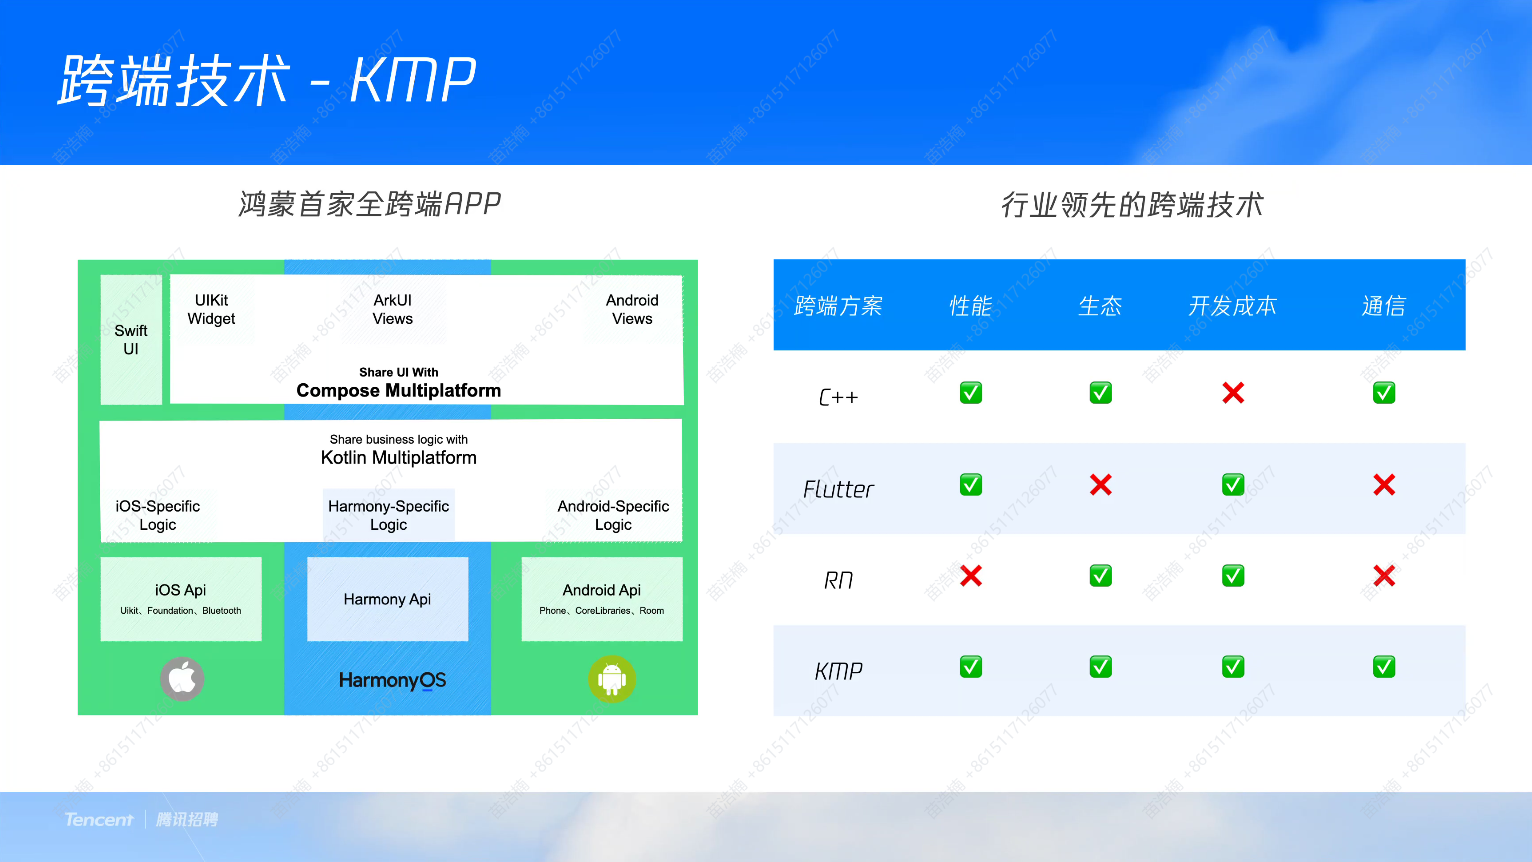 跨端技术 - KMP
鸿蒙首家全跨端APP
Swift
UI
UIKit
Widget
ArkUI
Views
Android
Views
Share UI With
Compose Multiplatform
Share business logic with
Kotlin Multiplatform
iOS-Specific
Logic
Harmony-Specific
Logic
Android-Specific
Logic
iOS Api
Uikit、Foundation、Bluetooth
Harmony Api
Android Api
Phone、CoreLibraries、Room
HarmonyOS
行业领先的跨端技术
跨端方案 性能 生态 开发成本 通信
C++ ✅ ✅ ❌ ✅
Flutter ✅ ❌ ✅ ❌
RN ❌ ✅ ✅ ❌
KMP ✅ ✅ ✅ ✅
Tencent | 腾讯招聘
苗浩楠 +8615117126077